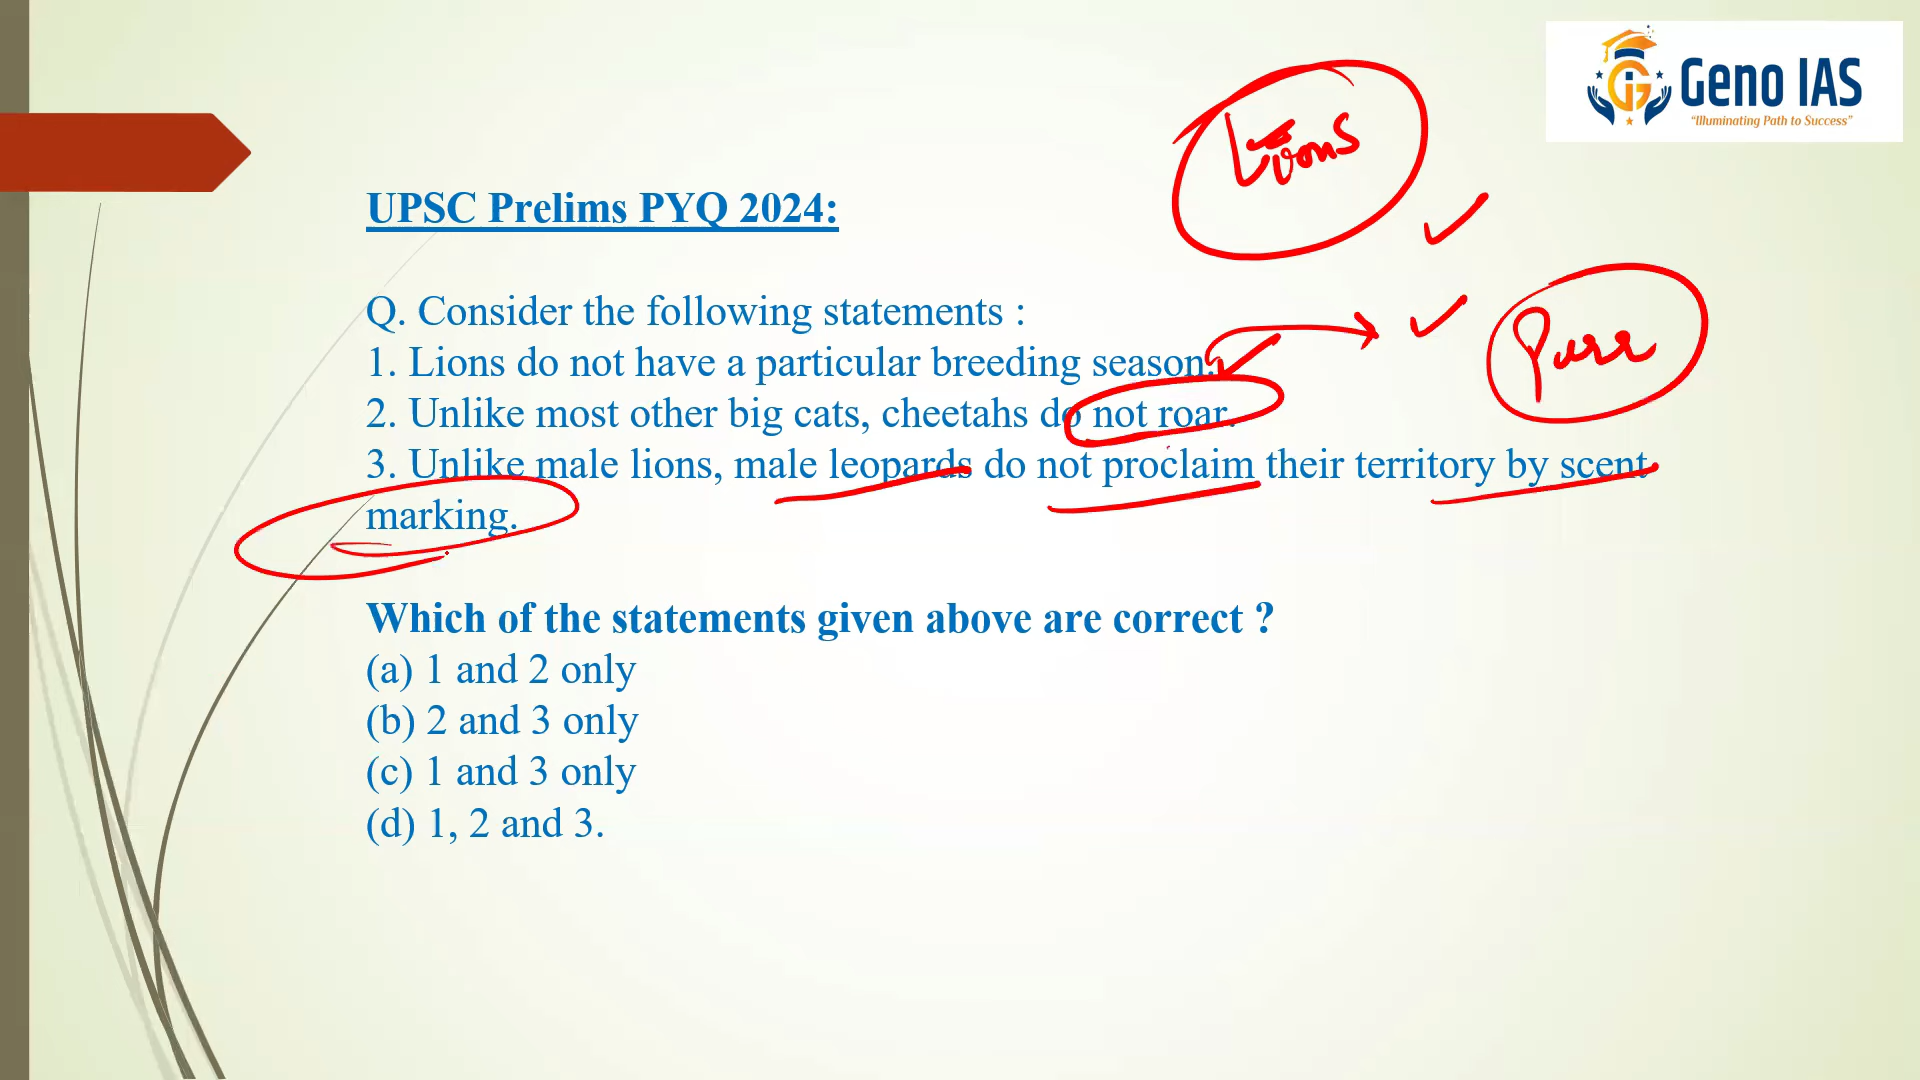 Geno IAS
"Illuminating Path to Success"
Lions
UPSC Prelims PYQ 2024:
Q. Consider the following statements :
1. Lions do not have a particular breeding season.
Purr
2. Unlike most other big cats, cheetahs do not roar.
3. Unlike male lions, male leopards do not proclaim their territory by scent
marking.
Which of the statements given above are correct ?
(a) 1 and 2 only
(b) 2 and 3 only
(c) 1 and 3 only
(d) 1, 2 and 3.